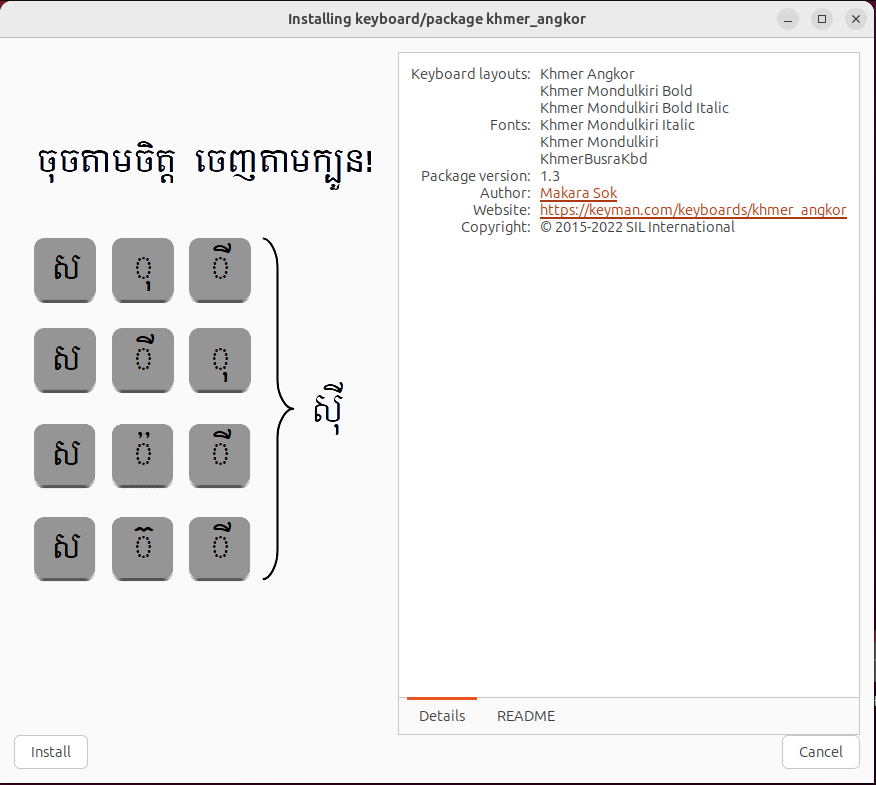 Installing keyboard/package khmer_angkor
ចុចតាមចិត្ត ចេញតាមក្បួន!
ស ុ ី
ស ី ុ
ស ៉ ី
ស ៊ ី
ស៊ី
Keyboard layouts: Khmer Angkor
Khmer Mondulkiri Bold
Khmer Mondulkiri Bold Italic
Fonts: Khmer Mondulkiri Italic
Khmer Mondulkiri
KhmerBusraKbd
Package version: 1.3
Author: Makara Sok
Website: https://keyman.com/keyboards/khmer_angkor
Copyright: © 2015-2022 SIL International
Details README
Install Cancel